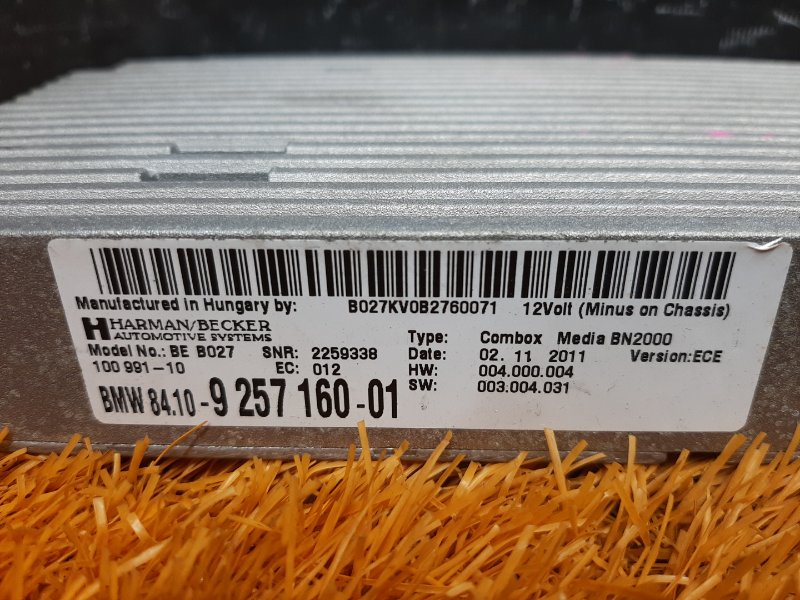 Manufactured in Hungary by: B027KV0B2760071 12Volt (Minus on Chassis)
HARMAN/BECKER
AUTOMOTIVE SYSTEMS
Type: Combox Media BN2000
Model No.: BE B027 SNR: 2259338 Date: 02. 11 2011 Version:ECE
100 991-10 EC: 012 HW: 004.000.004
SW: 003.004.031
BMW 84.10-9 257 160-01